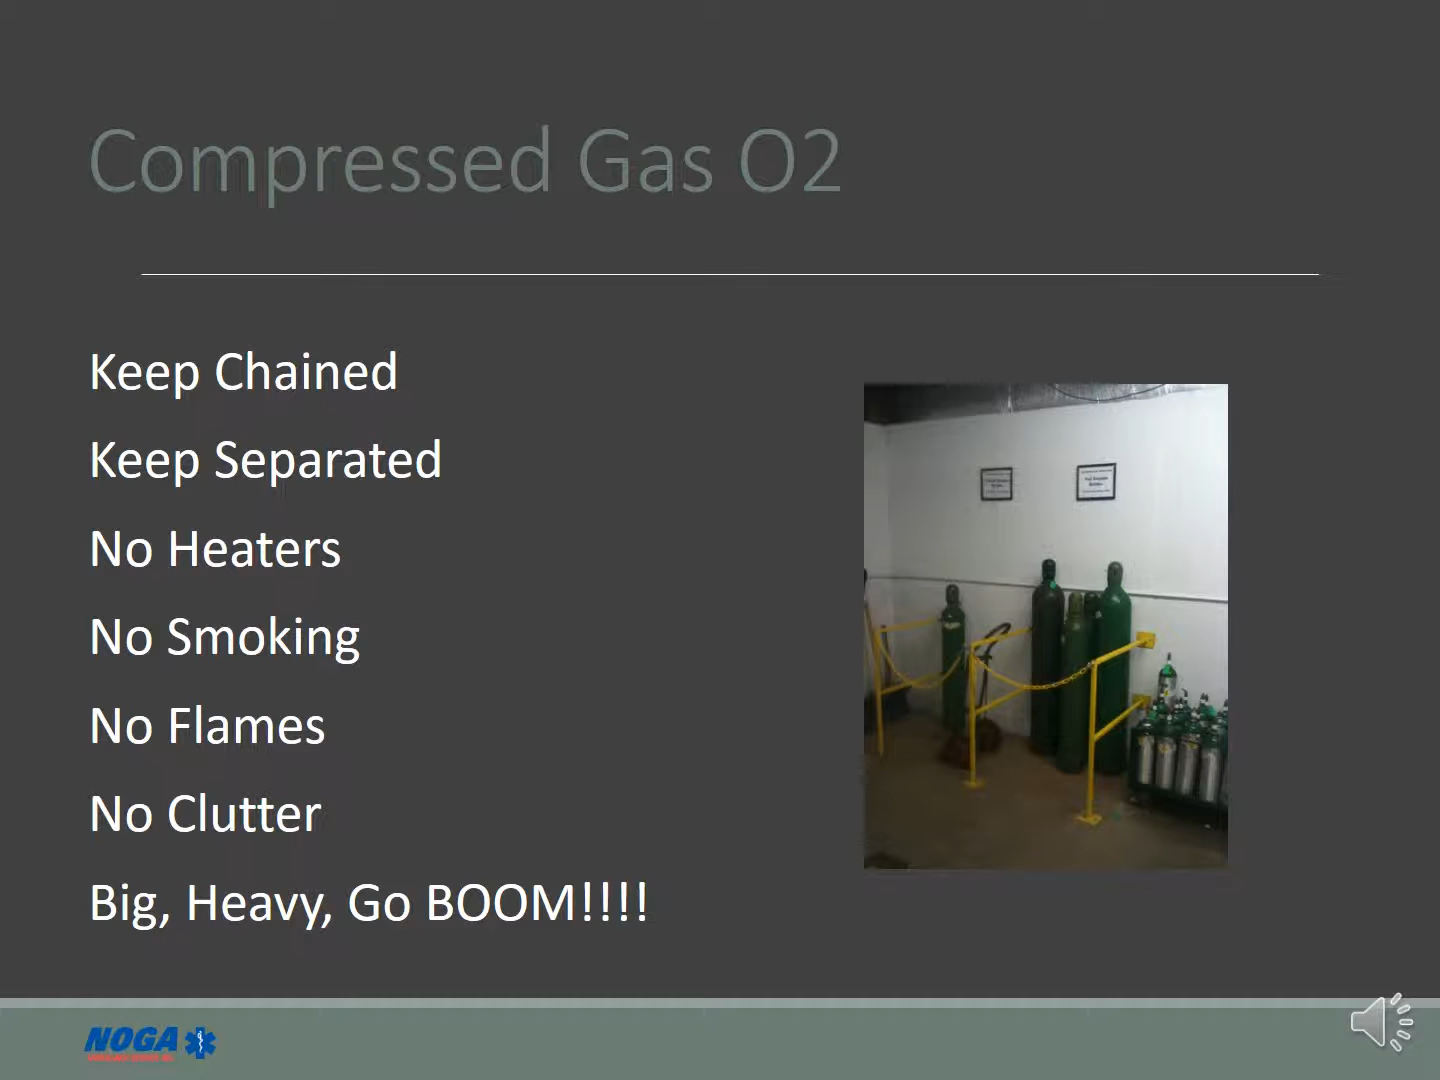 Compressed Gas O2
Keep Chained
Keep Separated
No Heaters
No Smoking
No Flames
No Clutter
Big, Heavy, Go BOOM!!!!
NOGA